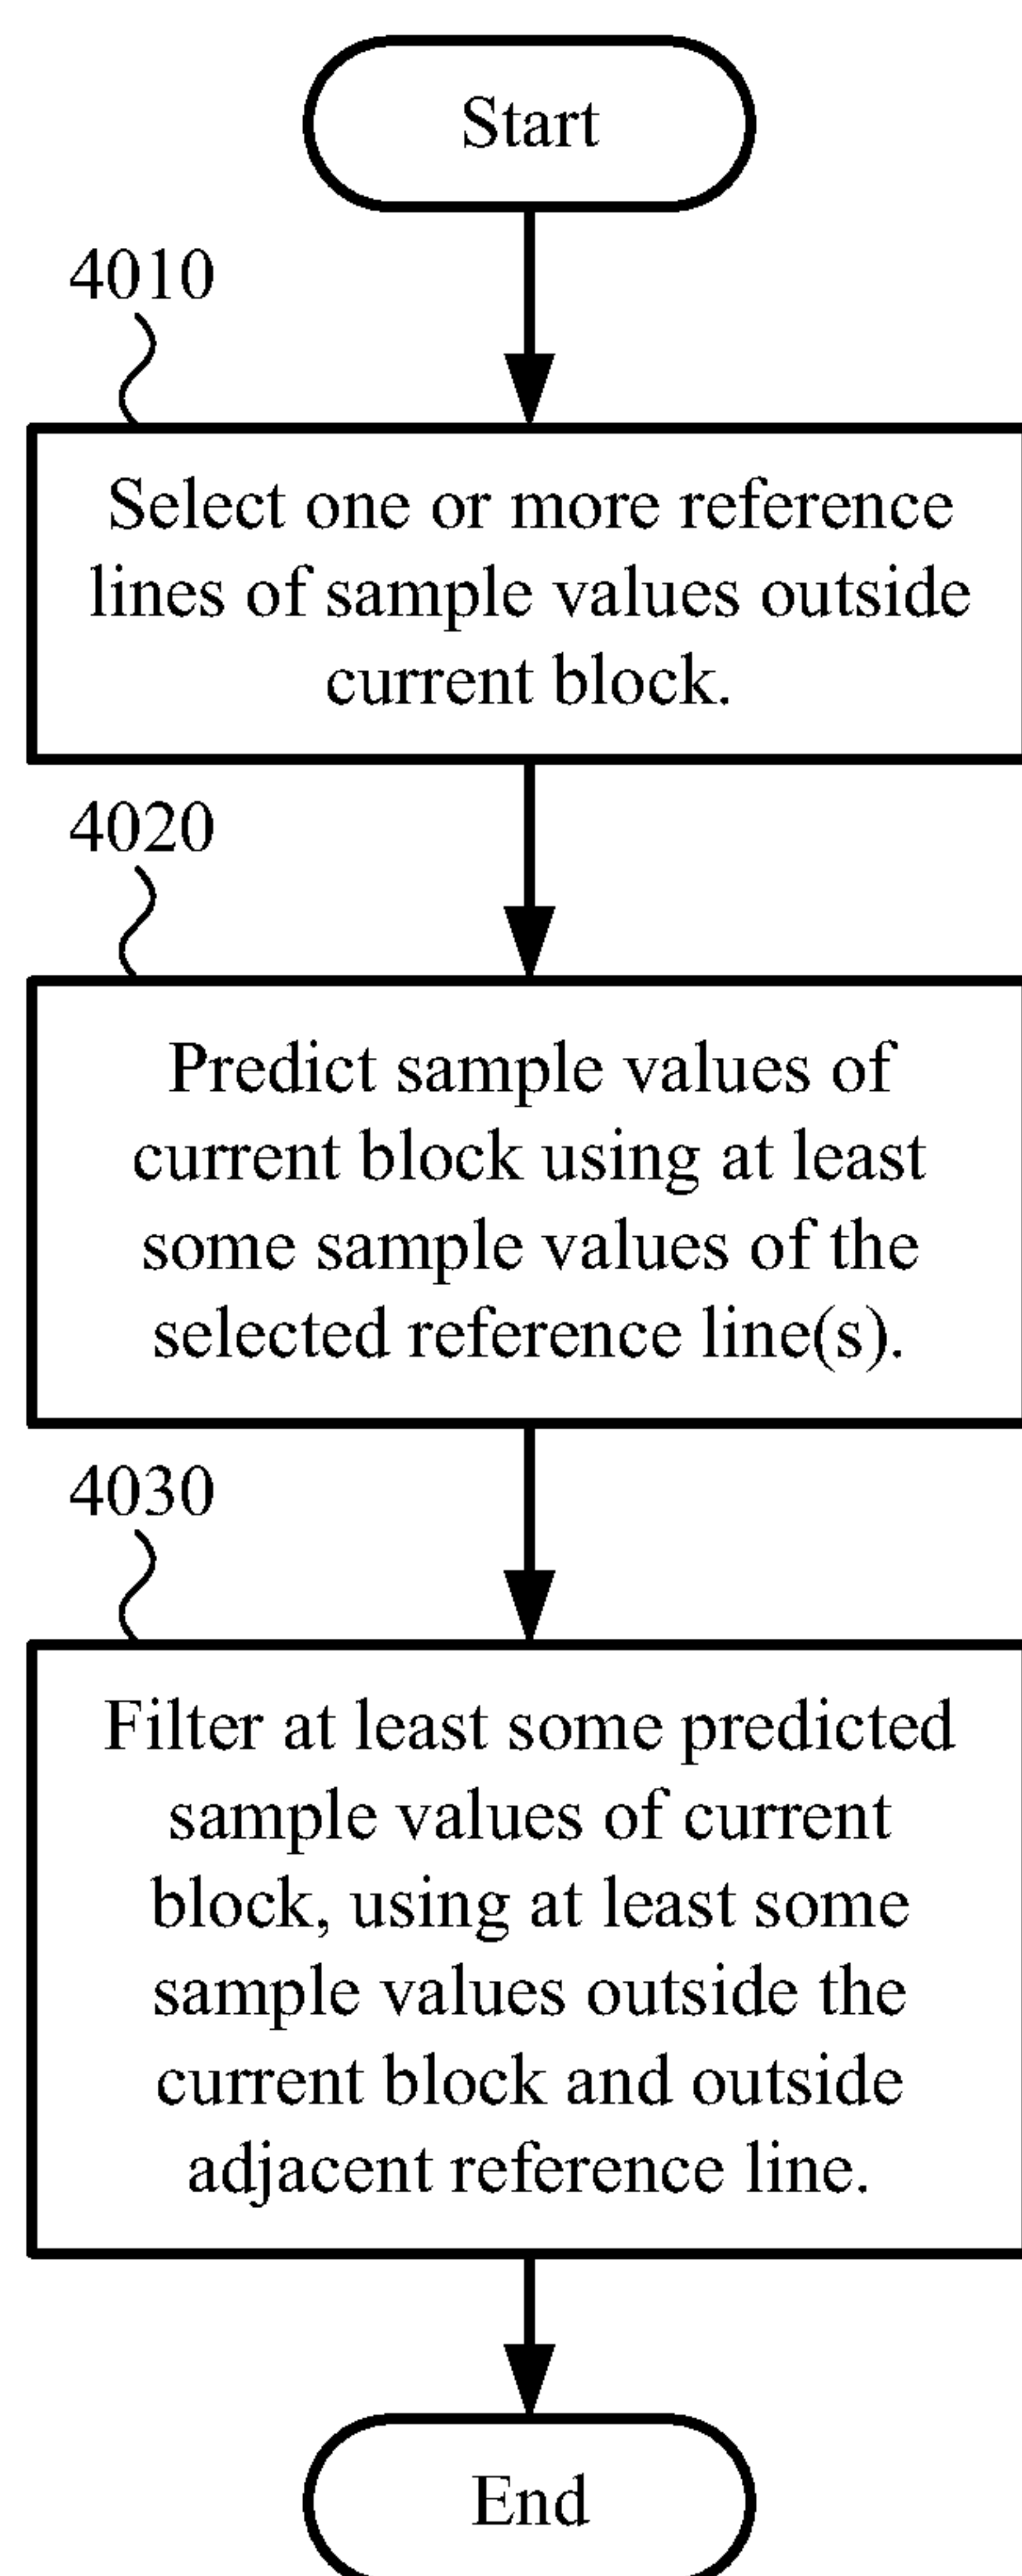 Start
4010
Select one or more reference
lines of sample values outside
current block.
4020
Predict sample values of
current block using at least
some sample values of the
selected reference line(s).
4030
Filter at least some predicted
sample values of current
block, using at least some
sample values outside the
current block and outside
adjacent reference line.
End